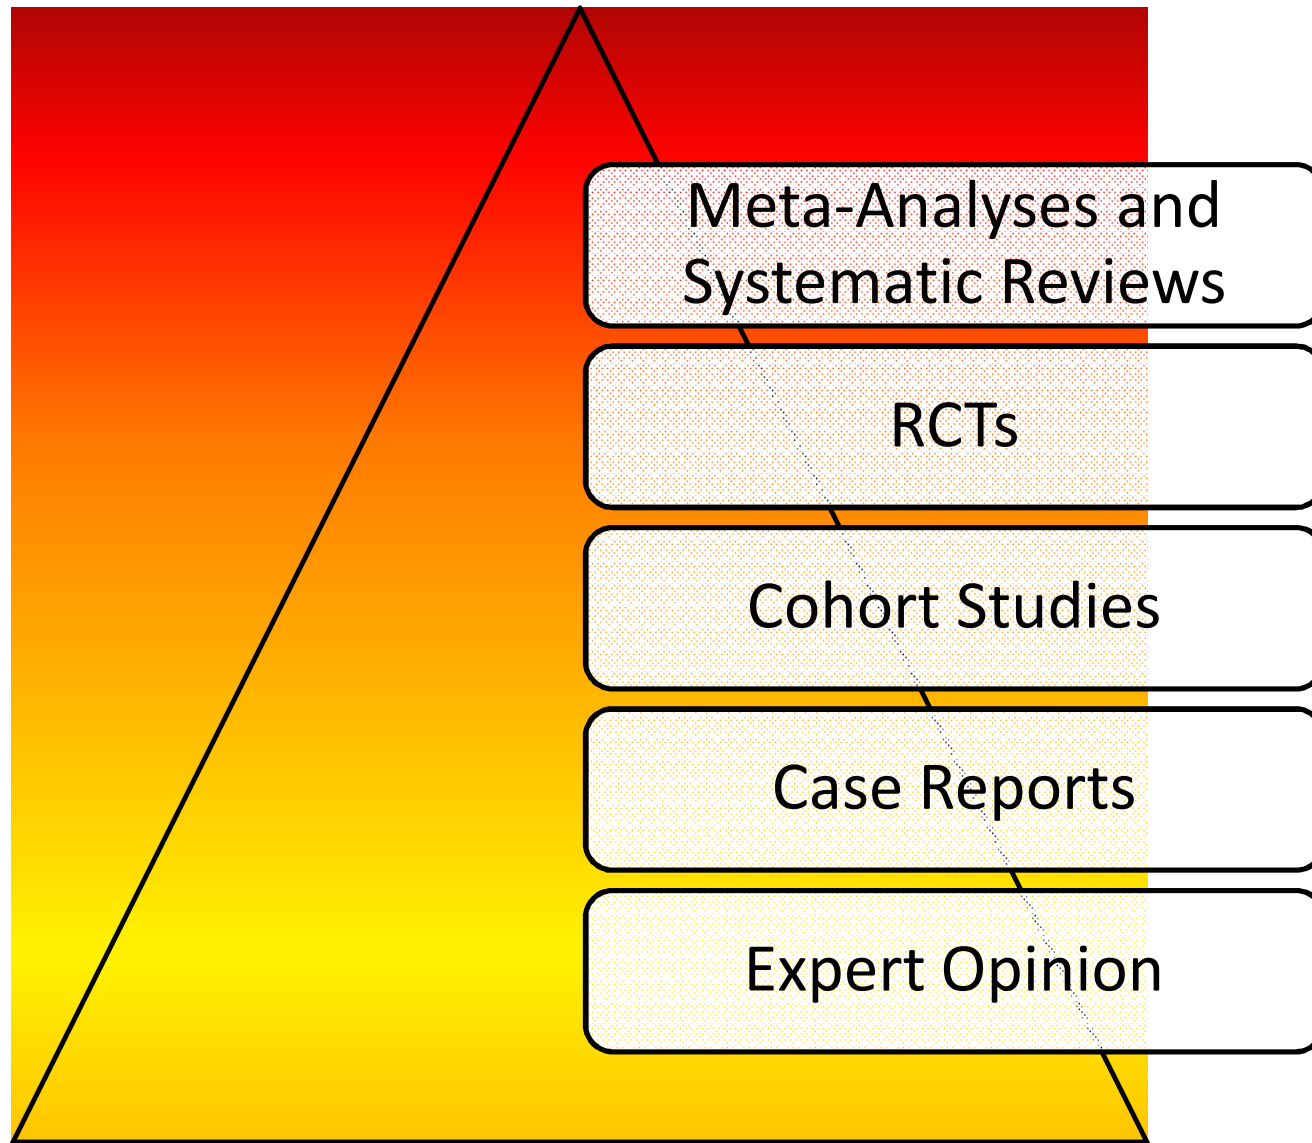 Meta-Analyses and
Systematic Reviews
RCTs
Cohort Studies
Case Reports
Expert Opinion